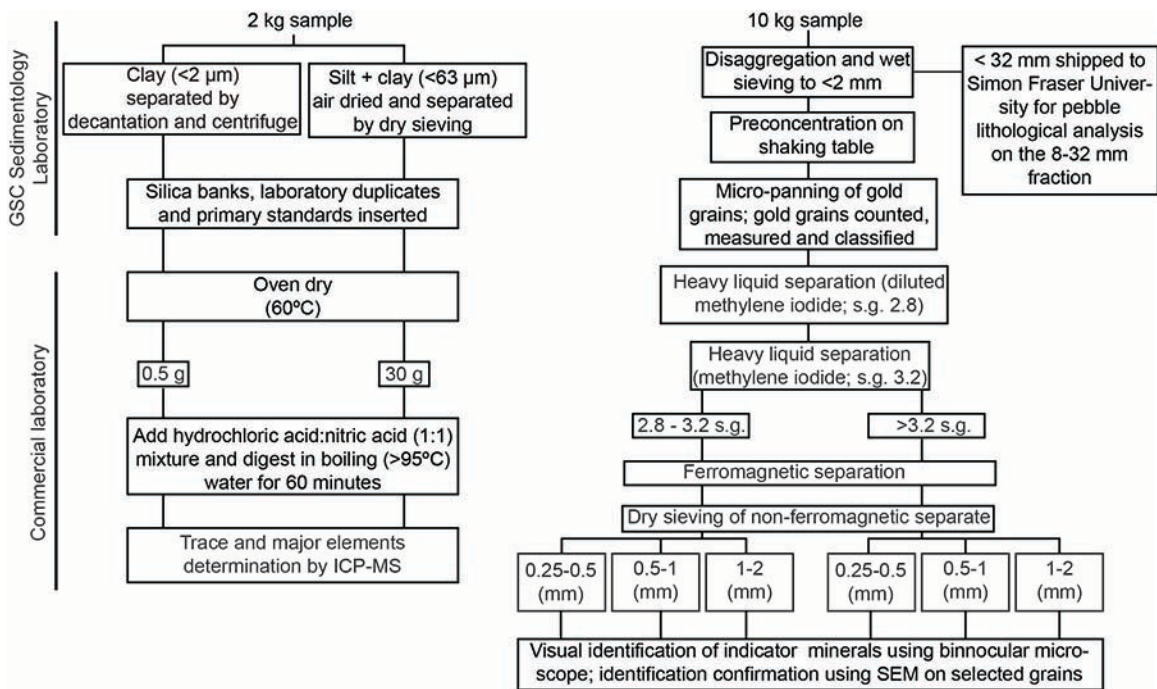 GSC Sedimentology
Laboratory
Commercial laboratory
2 kg sample
Clay (<2 µm)
separated by
decantation and centrifuge
Silt + clay (<63 µm)
air dried and separated
by dry sieving
Silica banks, laboratory duplicates
and primary standards inserted
Oven dry
(60ºC)
0.5 g
30 g
Add hydrochloric acid:nitric acid (1:1)
mixture and digest in boiling (>95ºC)
water for 60 minutes
Trace and major elements
determination by ICP-MS
10 kg sample
Disaggregation and wet
sieving to <2 mm
< 32 mm shipped to
Simon Fraser Univer-
sity for pebble
lithological analysis
on the 8-32 mm
fraction
Preconcentration on
shaking table
Micro-panning of gold
grains; gold grains counted,
measured and classified
Heavy liquid separation (diluted
methylene iodide; s.g. 2.8)
Heavy liquid separation
(methylene iodide; s.g. 3.2)
2.8 - 3.2 s.g.
>3.2 s.g.
Ferromagnetic separation
Dry sieving of non-ferromagnetic separate
0.25-0.5
(mm)
0.5-1
(mm)
1-2
(mm)
0.25-0.5
(mm)
0.5-1
(mm)
1-2
(mm)
Visual identification of indicator minerals using binnocular micro-
scope; identification confirmation using SEM on selected grains